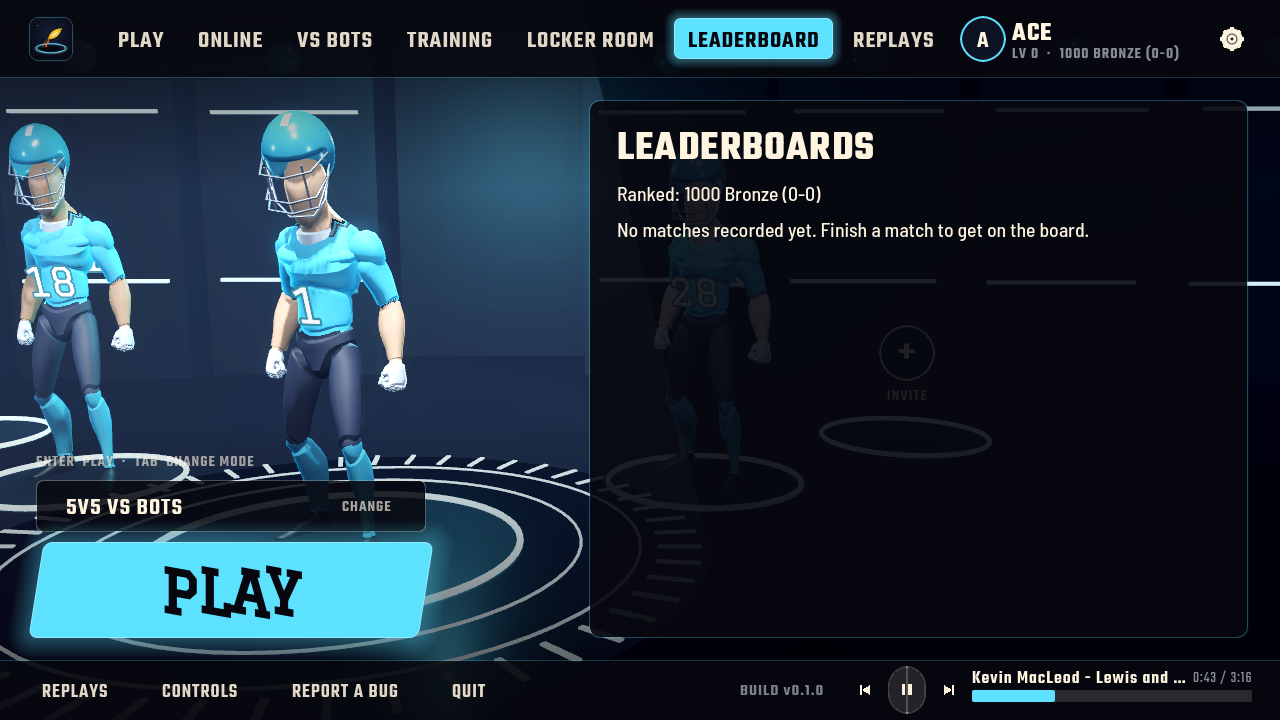 PLAY
ONLINE
VS BOTS
TRAINING
LOCKER ROOM
LEADERBOARD
REPLAYS
A
ACE
LV 0 · 1000 BRONZE (0-0)
LEADERBOARDS
Ranked: 1000 Bronze (0-0)
No matches recorded yet. Finish a match to get on the board.
18
1
28
INVITE
ENTER PLAY · TAB CHANGE MODE
5V5 VS BOTS
CHANGE
PLAY
REPLAYS
CONTROLS
REPORT A BUG
QUIT
BUILD v0.1.0
Kevin MacLeod - Lewis and ...
0:43 / 3:16